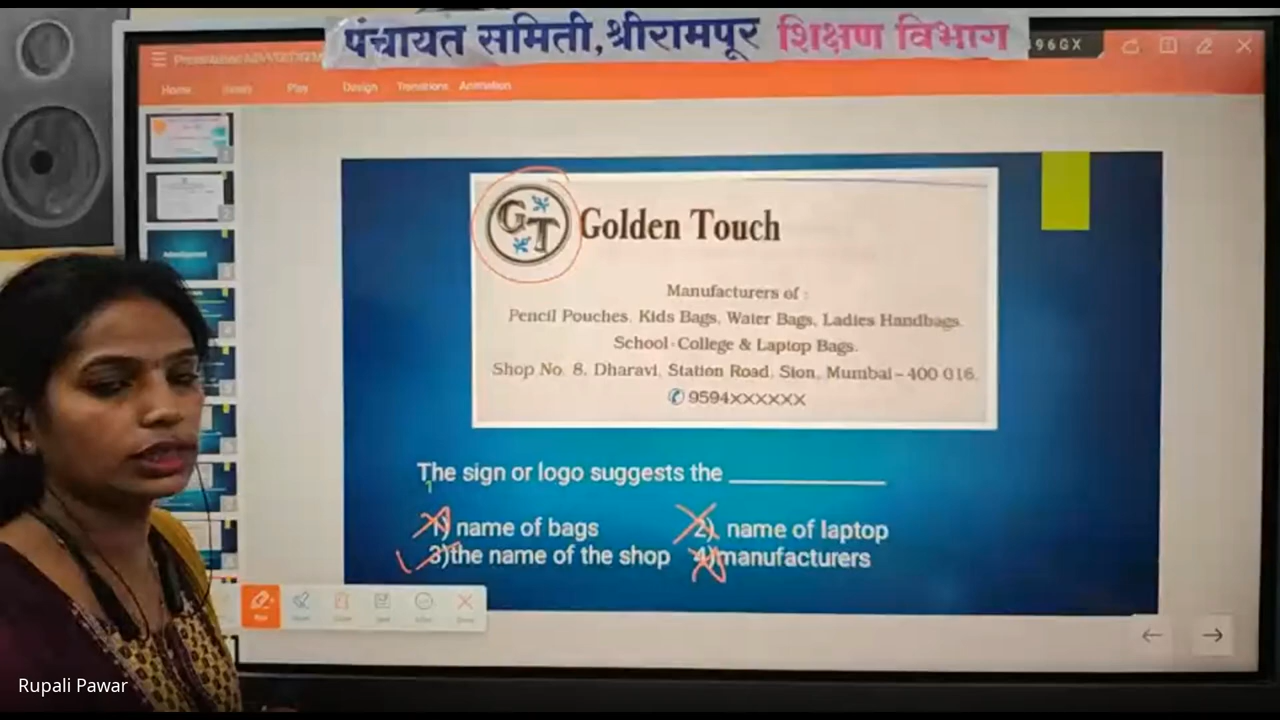 पंचायत समिती,श्रीरामपूर शिक्षण विभाग
96GX
Home
Play
Design
Transitions
Animation
GT
Golden Touch
Manufacturers of :
Pencil Pouches, Kids Bags, Water Bags, Ladies Handbags,
School-College & Laptop Bags.
Shop No. 8, Dharavi, Station Road, Sion, Mumbai – 400 016.
✆ 9594XXXXXX
The sign or logo suggests the ____________
1) name of bags
2) name of laptop
3)the name of the shop
4)manufacturers
Rupali Pawar